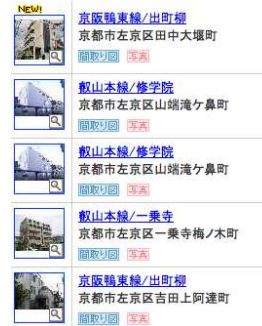 NEW!
京阪鴨東線/出町柳
京都市左京区田中大堰町
間取り図 写真
叡山本線/修学院
京都市左京区山端滝ケ鼻町
間取り図 写真
叡山本線/修学院
京都市左京区山端滝ケ鼻町
間取り図 写真
叡山本線/一乗寺
京都市左京区一乗寺梅ノ木町
間取り図 写真
京阪鴨東線/出町柳
京都市左京区吉田上阿達町
間取り図 写真